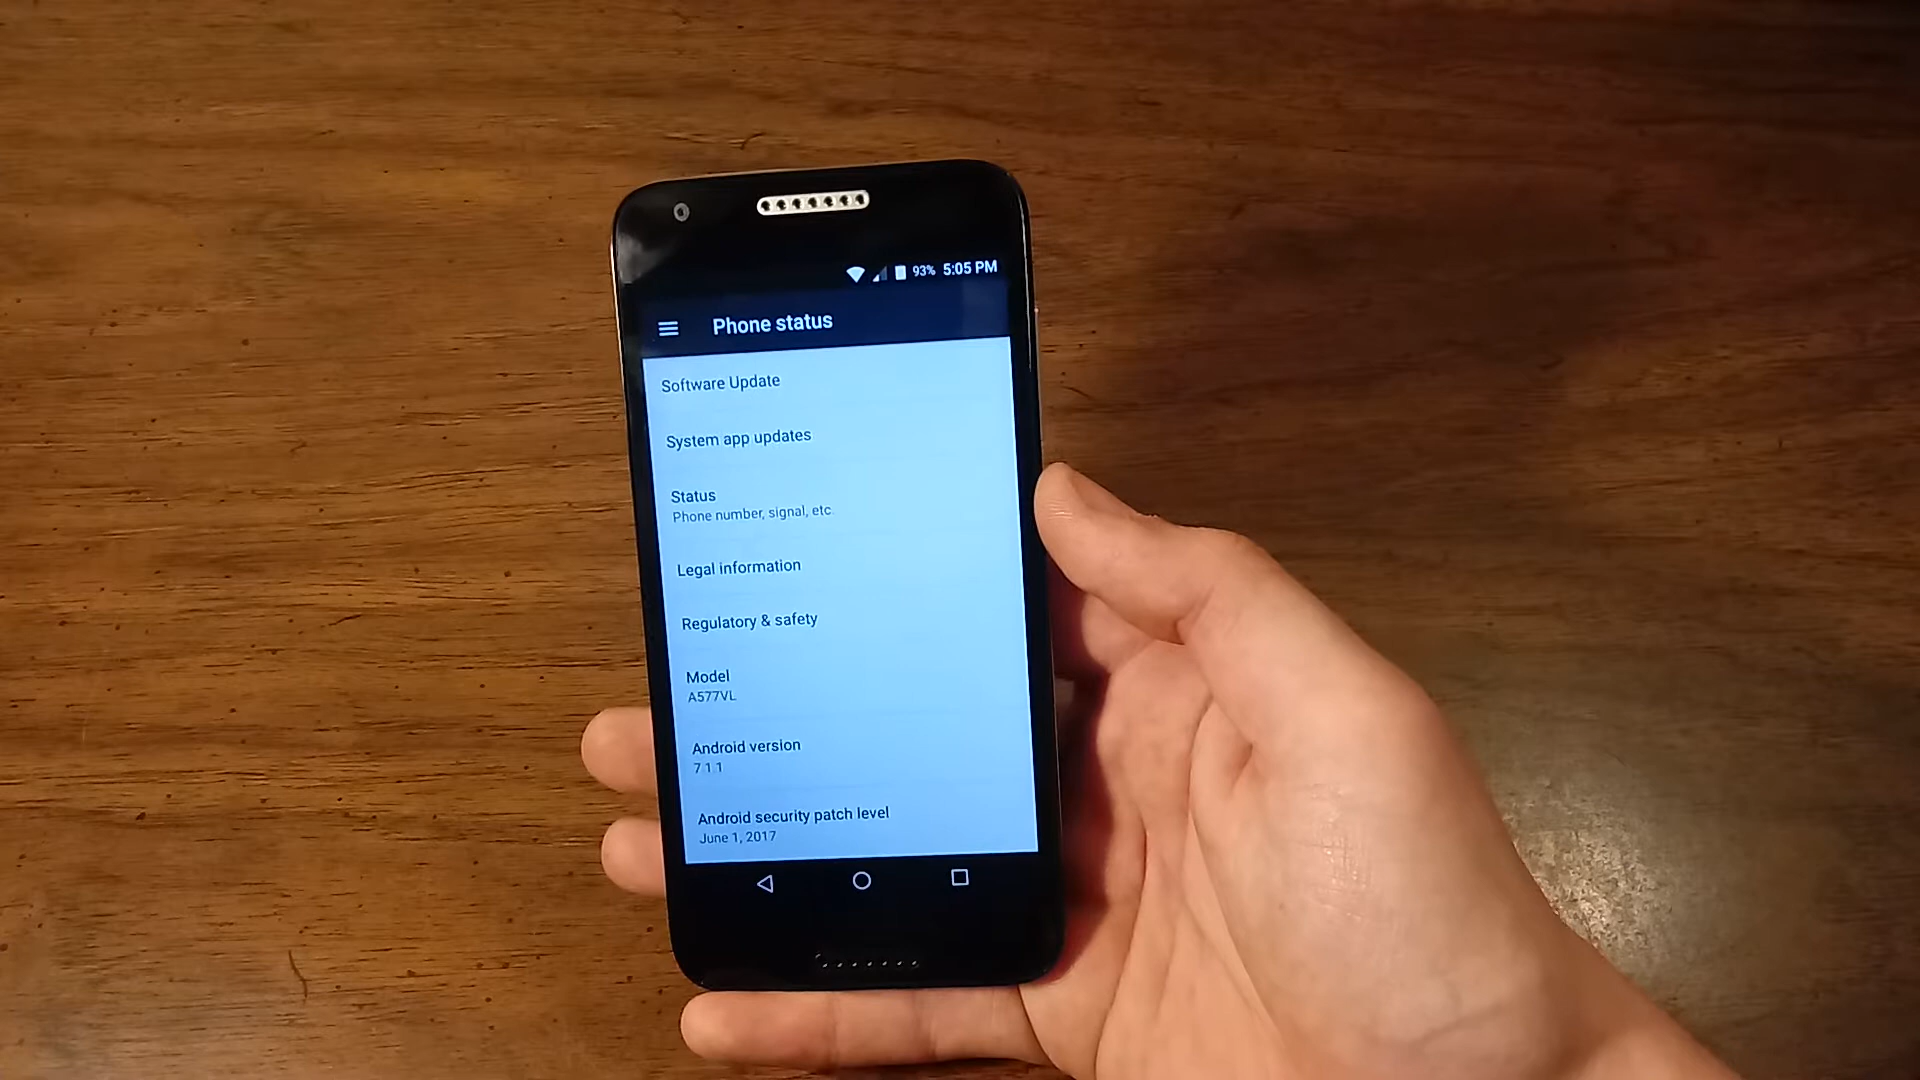 93% 5:05 PM
Phone status
Software Update
System app updates
Status
Phone number, signal, etc.
Legal information
Regulatory & safety
Model
A577VL
Android version
7.1.1
Android security patch level
June 1, 2017